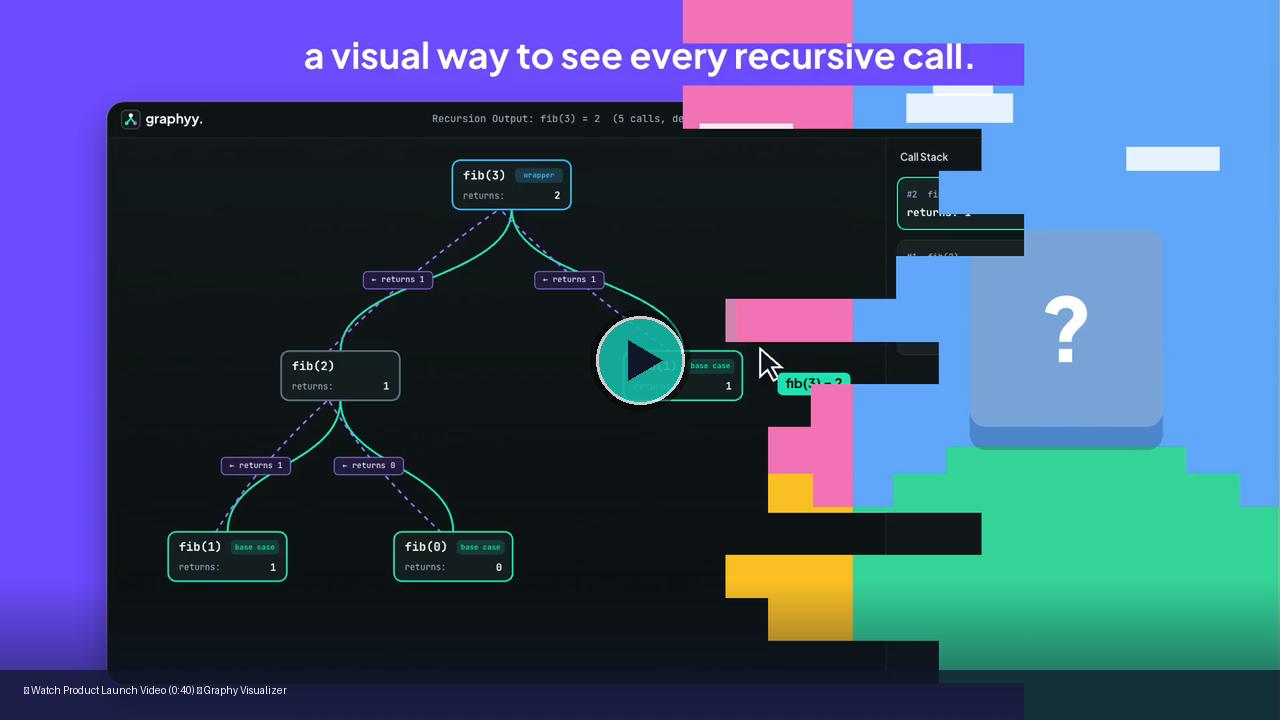 a visual way to see every recursive call.
graphyy.
Recursion Output: fib(3) = 2 (5 calls,
Call Stack
fib(3) wrapper
returns: 2
#2
returns: 1
#1 fib(2)
← returns 1
← returns 1
?
fib(2)
returns: 1
base case
1
fib(3) = 2
← returns 1
← returns 0
fib(1) base case
returns: 1
fib(0) base case
returns: 0
Watch Product Launch Video (0:40) Graphy Visualizer